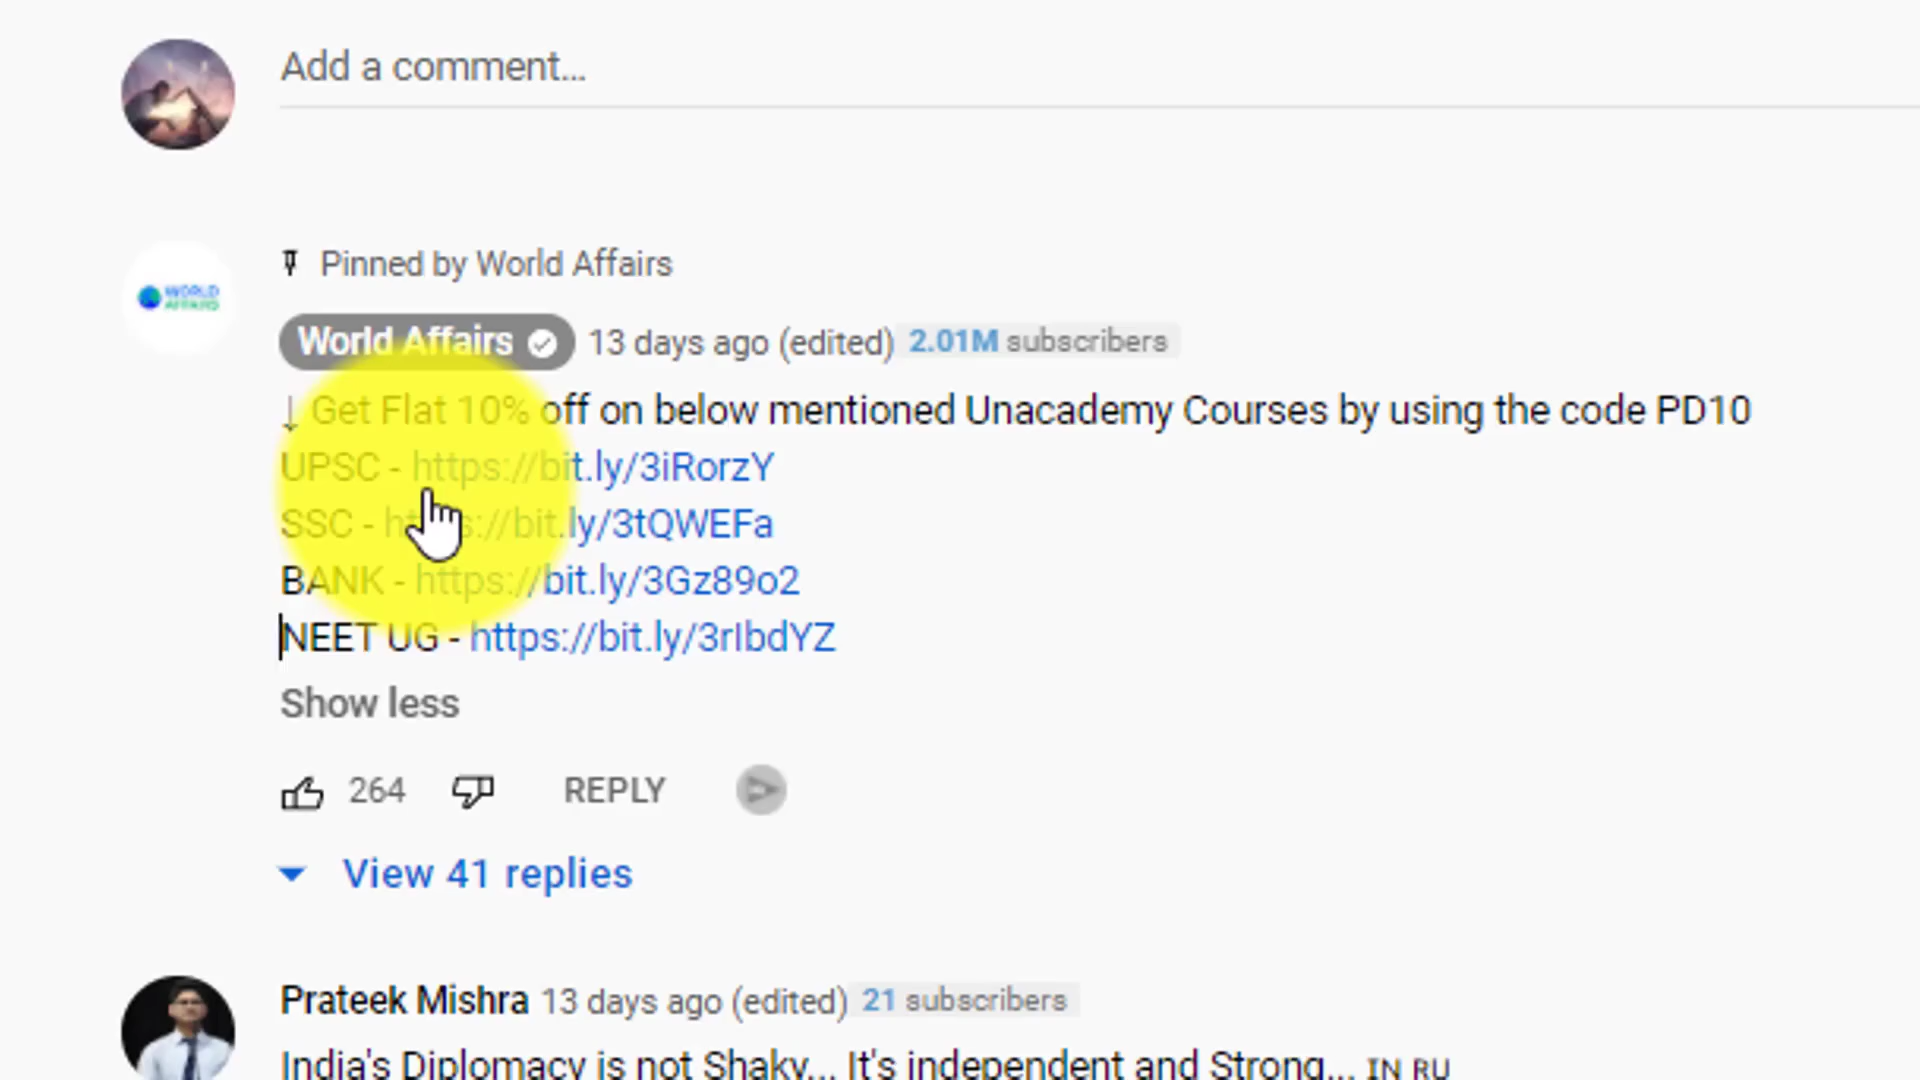 Add a comment...
Pinned by World Affairs
WORLD
AFFAIRS
World Affairs 13 days ago (edited) 2.01M subscribers
↓ Get Flat 10% off on below mentioned Unacademy Courses by using the code PD10
UPSC - https://bit.ly/3iRorzY
SSC - https://bit.ly/3tQWEFa
BANK - https://bit.ly/3Gz89o2
NEET UG - https://bit.ly/3rIbdYZ
Show less
264 REPLY
View 41 replies
Prateek Mishra 13 days ago (edited) 21 subscribers
India's Diplomacy is not Shaky... It's independent and Strong... IN RU